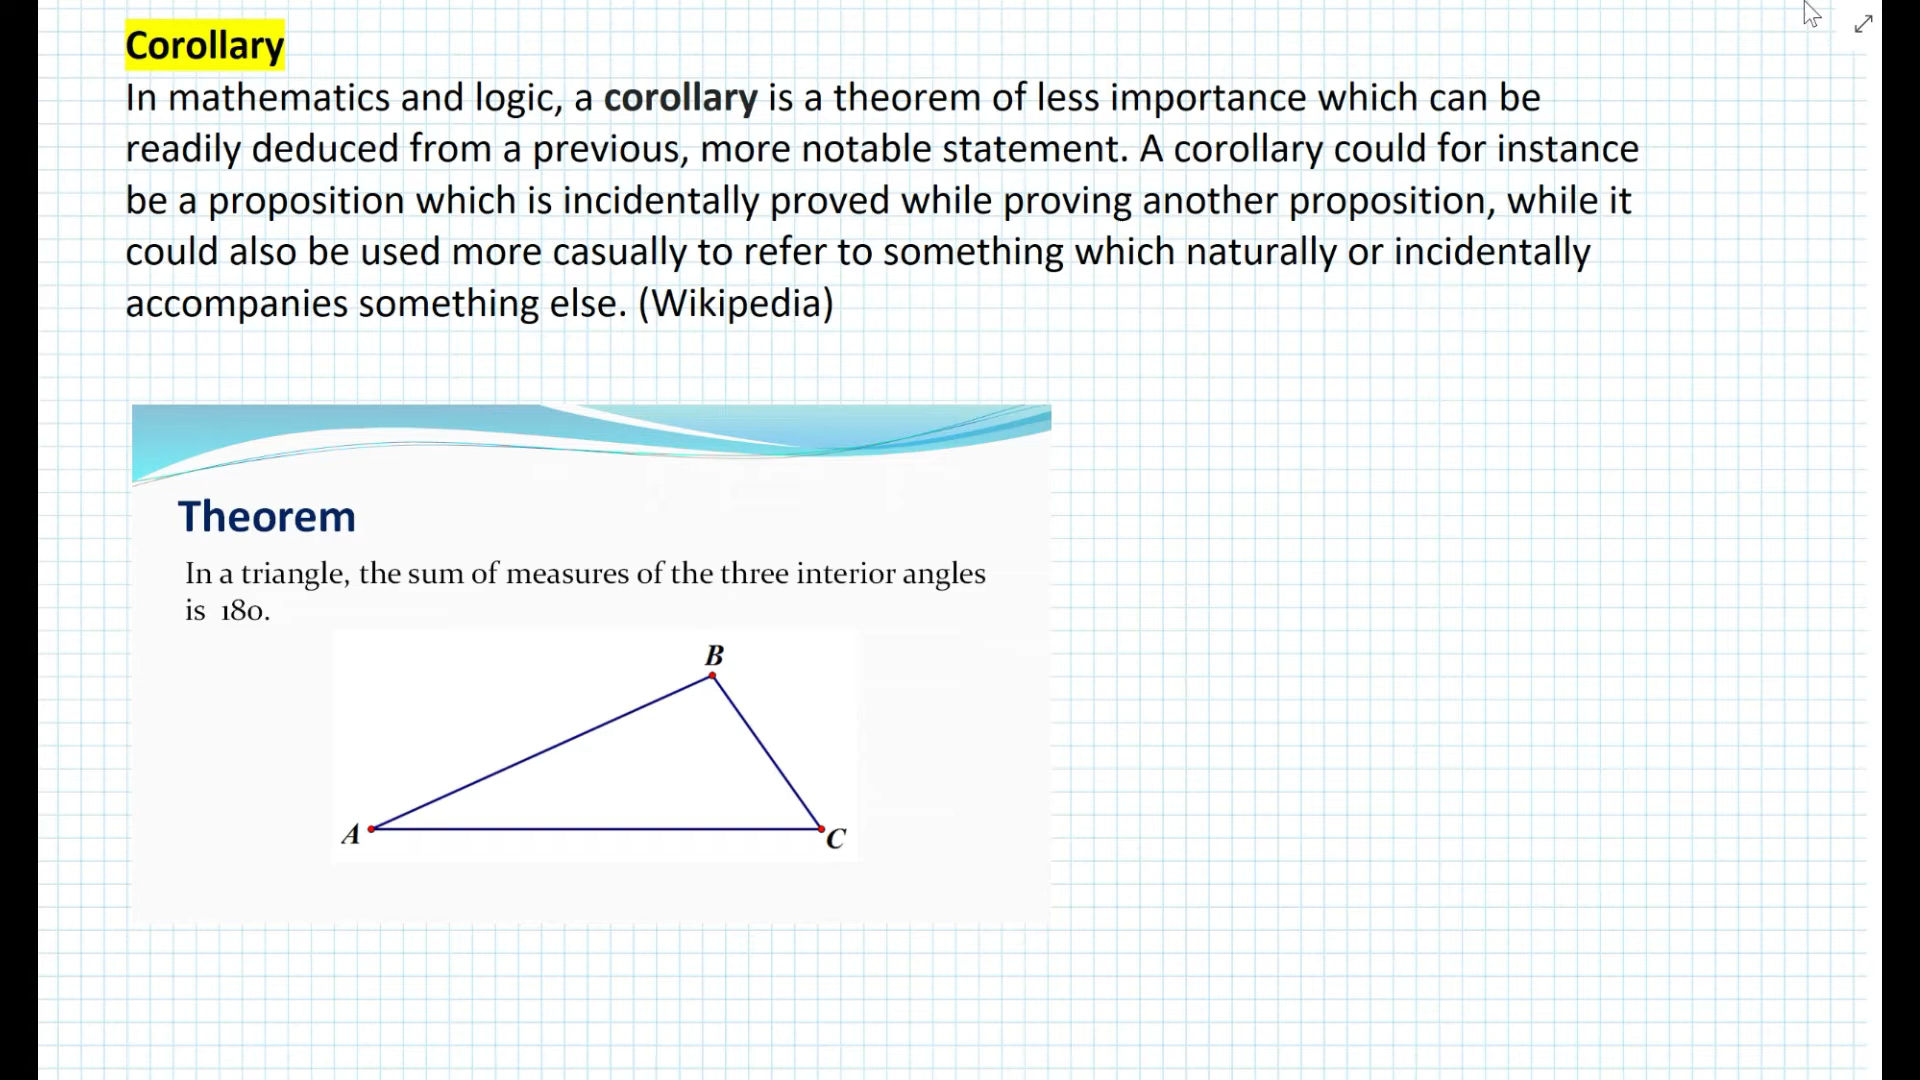 Corollary
In mathematics and logic, a corollary is a theorem of less importance which can be
readily deduced from a previous, more notable statement. A corollary could for instance
be a proposition which is incidentally proved while proving another proposition, while it
could also be used more casually to refer to something which naturally or incidentally
accompanies something else. (Wikipedia)
Theorem
In a triangle, the sum of measures of the three interior angles
is 180.
B
A
C